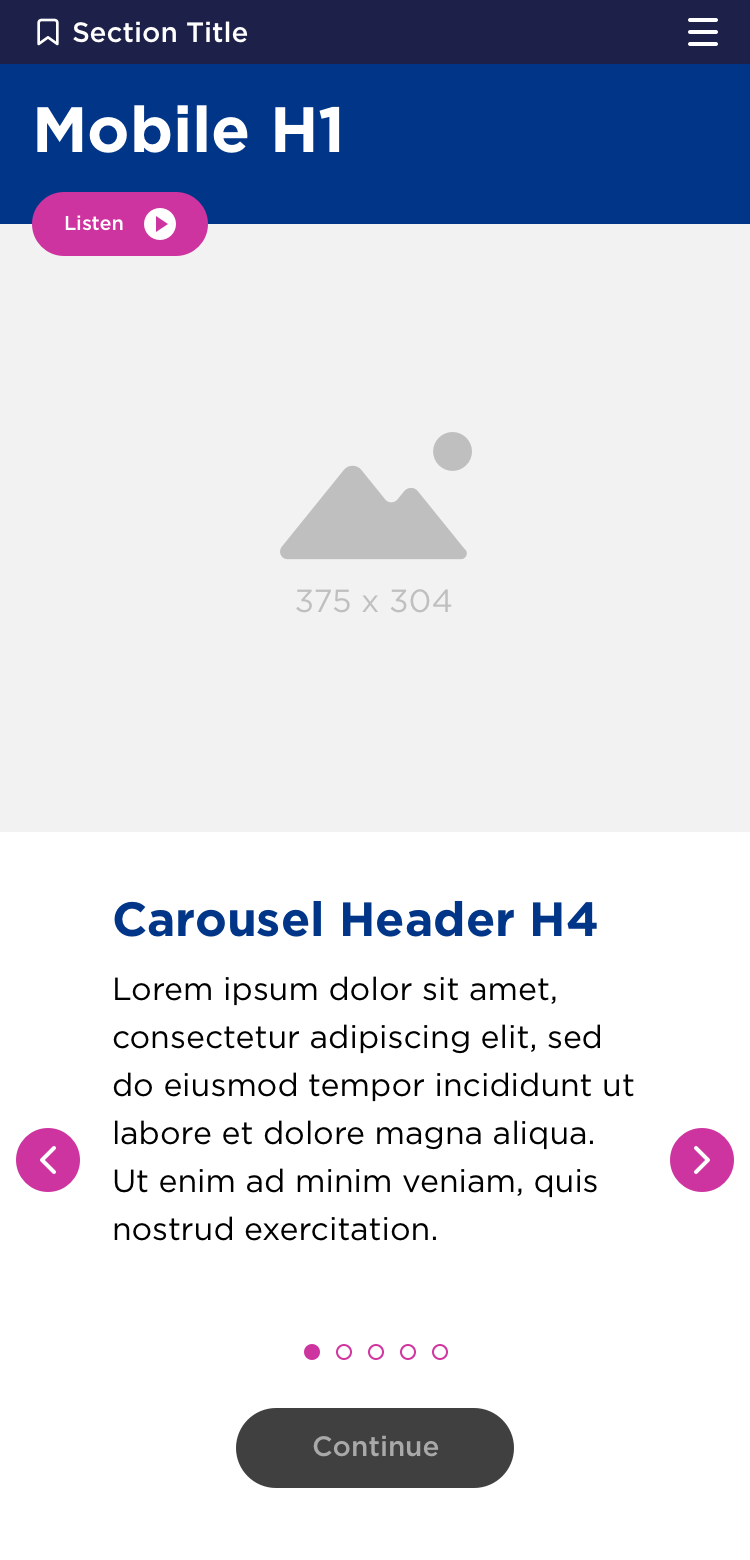 Section Title
Mobile H1
Listen
375 x 304
Carousel Header H4
Lorem ipsum dolor sit amet,
consectetur adipiscing elit, sed
do eiusmod tempor incididunt ut
labore et dolore magna aliqua.
Ut enim ad minim veniam, quis
nostrud exercitation.
Continue